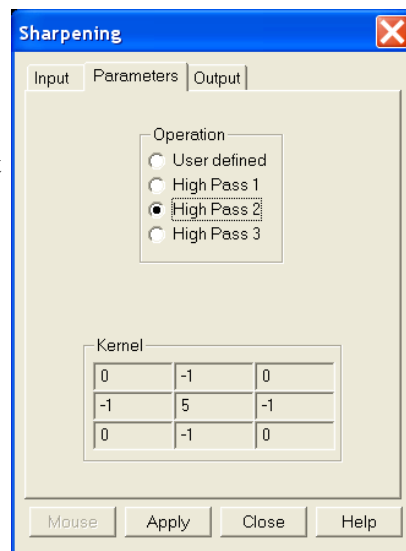 Sharpening
Input Parameters Output
Operation
User defined
High Pass 1
High Pass 2
High Pass 3
Kernel
0 -1 0
-1 5 -1
0 -1 0
Mouse Apply Close Help